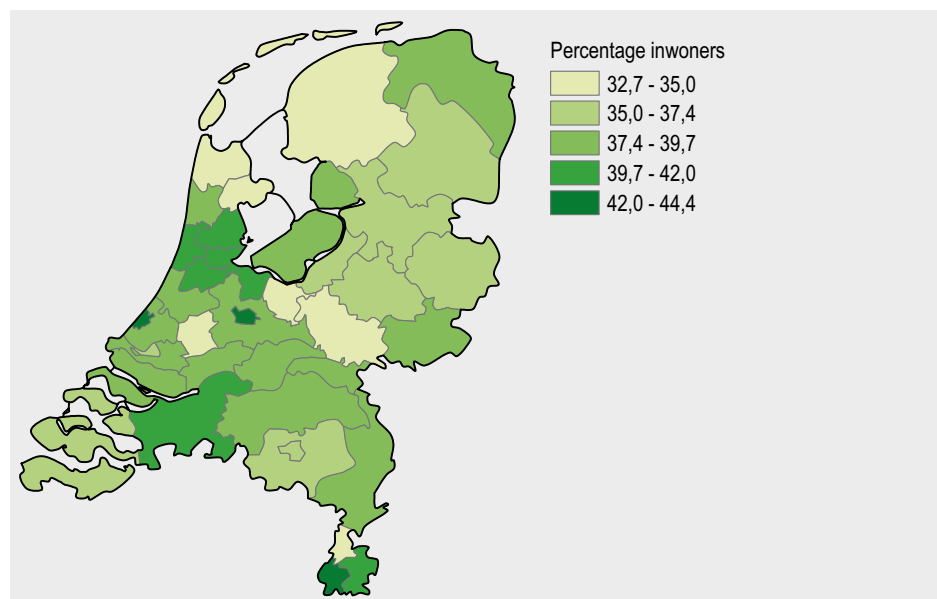 Percentage inwoners
32,7 - 35,0
35,0 - 37,4
37,4 - 39,7
39,7 - 42,0
42,0 - 44,4